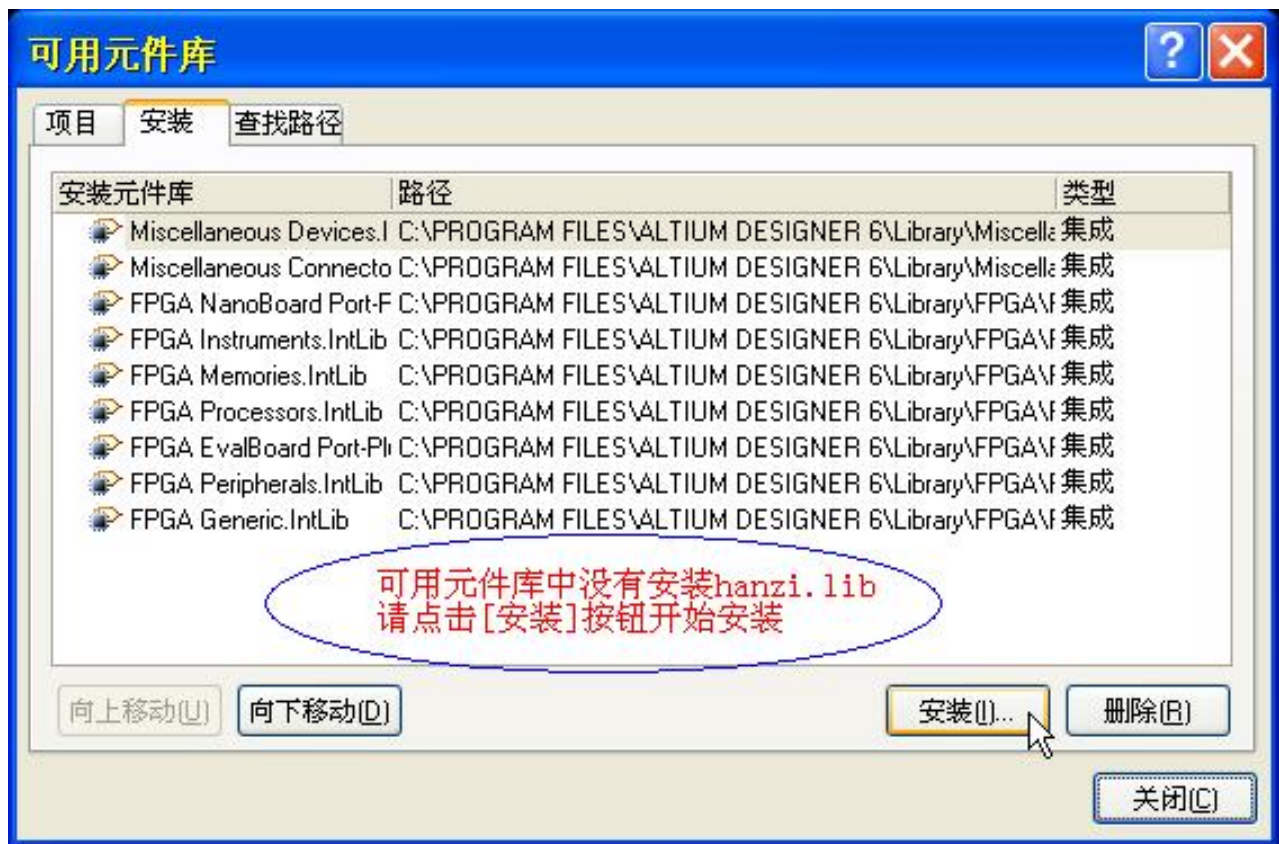 可用元件库
项目 安装 查找路径
安装元件库 路径 类型
Miscellaneous Devices.I C:\PROGRAM FILES\ALTIUM DESIGNER 6\Library\Miscella 集成
Miscellaneous Connecto C:\PROGRAM FILES\ALTIUM DESIGNER 6\Library\Miscella 集成
FPGA NanoBoard Port-F C:\PROGRAM FILES\ALTIUM DESIGNER 6\Library\FPGA\F 集成
FPGA Instruments.IntLib C:\PROGRAM FILES\ALTIUM DESIGNER 6\Library\FPGA\F 集成
FPGA Memories.IntLib C:\PROGRAM FILES\ALTIUM DESIGNER 6\Library\FPGA\F 集成
FPGA Processors.IntLib C:\PROGRAM FILES\ALTIUM DESIGNER 6\Library\FPGA\F 集成
FPGA EvalBoard Port-Plu C:\PROGRAM FILES\ALTIUM DESIGNER 6\Library\FPGA\F 集成
FPGA Peripherals.IntLib C:\PROGRAM FILES\ALTIUM DESIGNER 6\Library\FPGA\F 集成
FPGA Generic.IntLib C:\PROGRAM FILES\ALTIUM DESIGNER 6\Library\FPGA\F 集成
可用元件库中没有安装hanzi.lib
请点击[安装]按钮开始安装
向上移动(U) 向下移动(D) 安装(I)... 删除(R)
关闭(C)